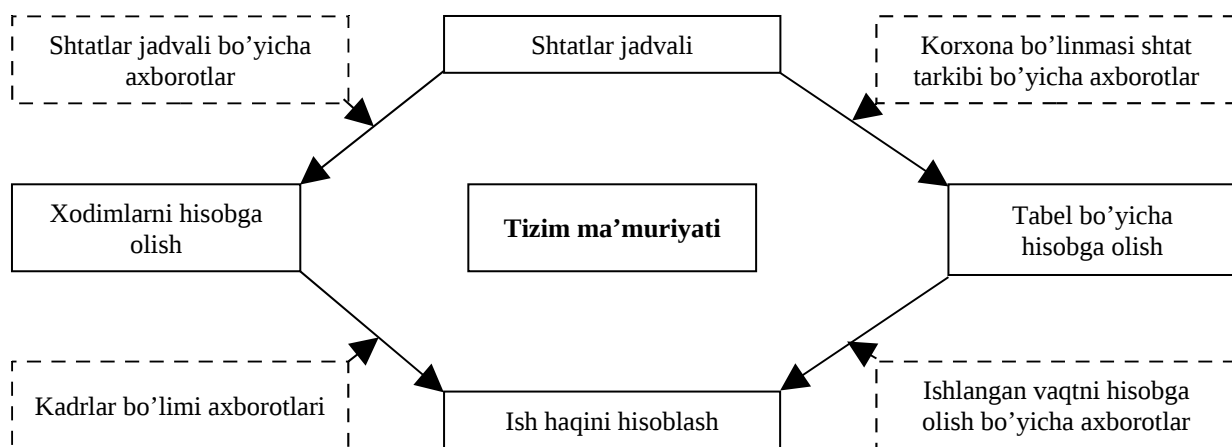 Shtatlar jadvali bo’yicha
axborotlar
Shtatlar jadvali
Korxona bo’linmasi shtat
tarkibi bo’yicha axborotlar
Xodimlarni hisobga
olish
Tizim ma’muriyati
Tabel bo’yicha
hisobga olish
Kadrlar bo’limi axborotlari
Ish haqini hisoblash
Ishlangan vaqtni hisobga
olish bo’yicha axborotlar